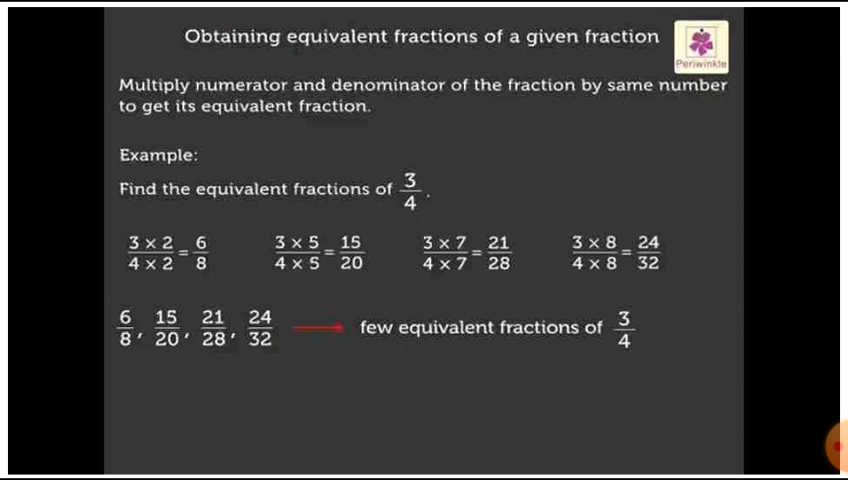 Obtaining equivalent fractions of a given fraction
Periwinkle
Multiply numerator and denominator of the fraction by same number
to get its equivalent fraction.
Example:
Find the equivalent fractions of 3/4 .
3 × 2 / 4 × 2 = 6/8   3 × 5 / 4 × 5 = 15/20   3 × 7 / 4 × 7 = 21/28   3 × 8 / 4 × 8 = 24/32
6/8, 15/20, 21/28, 24/32 → few equivalent fractions of 3/4